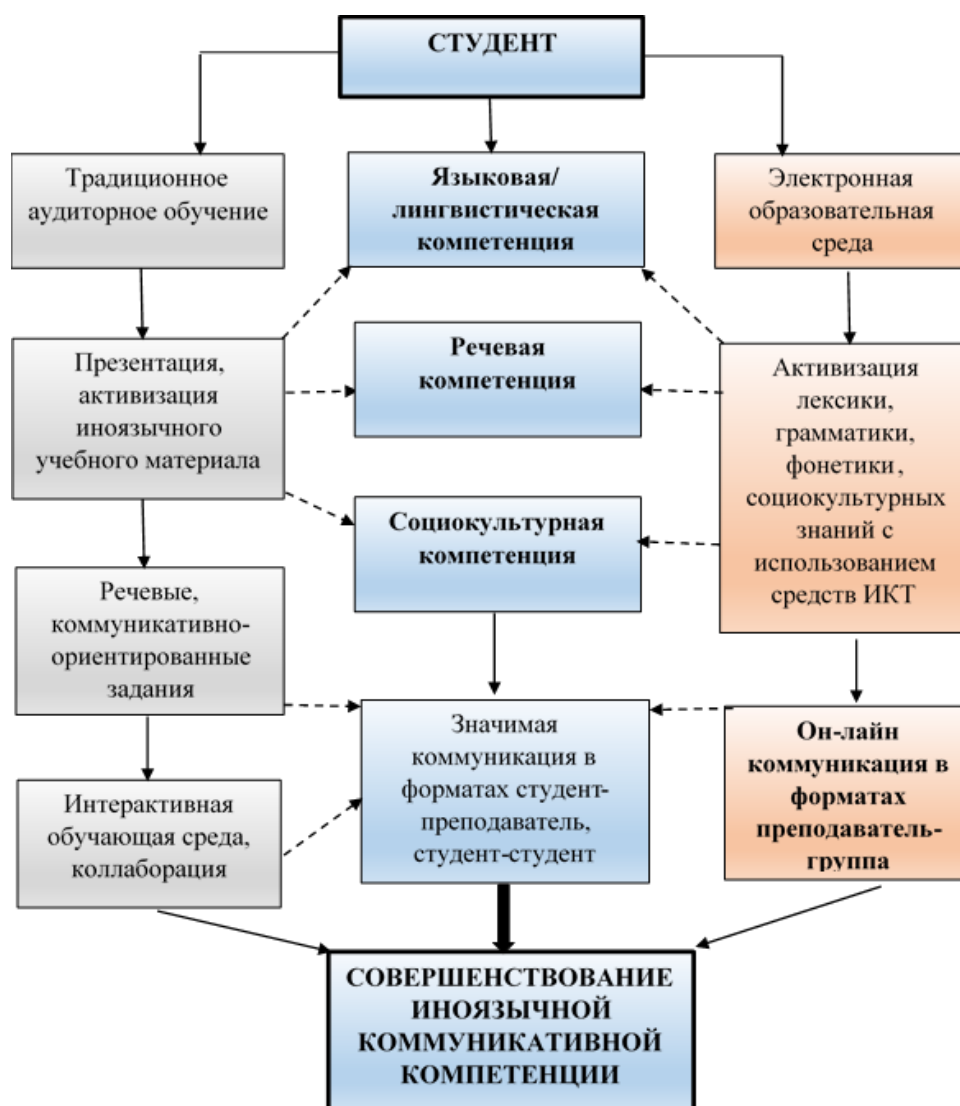 СТУДЕНТ
Традиционное
аудиторное обучение
Языковая/
лингвистическая
компетенция
Электронная
образовательная
среда
Презентация,
активизация
иноязычного
учебного материала
Речевая
компетенция
Активизация
лексики,
грамматики,
фонетики,
социокультурных
знаний с
использованием
средств ИКТ
Социокультурная
компетенция
Речевые,
коммуникативно-
ориентированные
задания
Значимая
коммуникация в
форматах студент-
преподаватель,
студент-студент
Он-лайн
коммуникация в
форматах
преподаватель-
группа
Интерактивная
обучающая среда,
коллаборация
СОВЕРШЕНСТВОВАНИЕ
ИНОЯЗЫЧНОЙ
КОММУНИКАТИВНОЙ
КОМПЕТЕНЦИИ